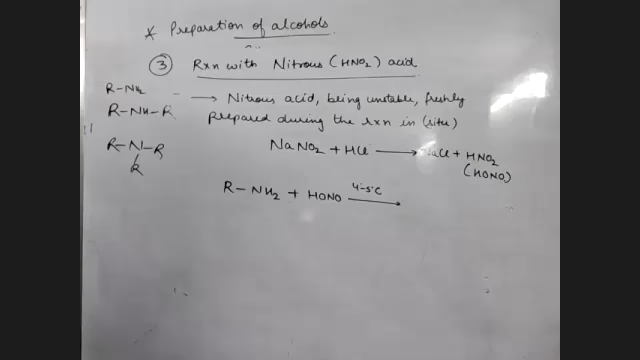 * Preparation of alcohols
③ Rxn with Nitrous (HNO₂) acid
R-NH₂
R-NH-R
R-N-R
R
→ Nitrous acid, being unstable, freshly
prepared during the rxn in (situ)
NaNO₂ + HCl → NaCl + HNO₂
(HONO)
R-NH₂ + HONO 4-5°C →